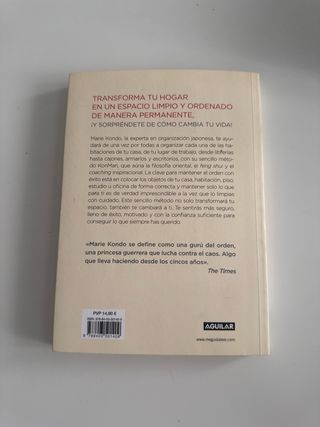 TRANSFORMA TU HOGAR
EN UN ESPACIO LIMPIO Y ORDENADO
DE MANERA PERMANENTE,
¡Y SORPRÉNDETE DE CÓMO CAMBIA TU VIDA!
Marie Kondo, la experta en organización japonesa, te ayu-
dará de una vez por todas a organizar cada una de las ha-
bitaciones de tu casa, de tu lugar de trabajo, desde
hasta cajones, armarios y escritorios, con su sencillo méto-
do KonMari, que aúna la filosofía oriental, el feng shui y el
coaching inspiracional. La clave para mantener el orden con
éxito está en colocar los objetos de tu casa, habitación, piso
estudio u oficina de forma correcta y mantener solo lo que
para ti es de verdad imprescindible a la vez que lo limpias
con cuidado. Este sencillo método no solo transformará tu
espacio, también te cambiará a ti. Te sentirás más seguro,
lleno de éxito, motivado y con la confianza suficiente para
conseguir lo que siempre has querido.
«Marie Kondo se define como una gurú del orden,
una princesa guerrera que lucha contra el caos. Algo
que lleva haciendo desde los cincos años».
The Times
PVP 14,90 €
AGUILAR